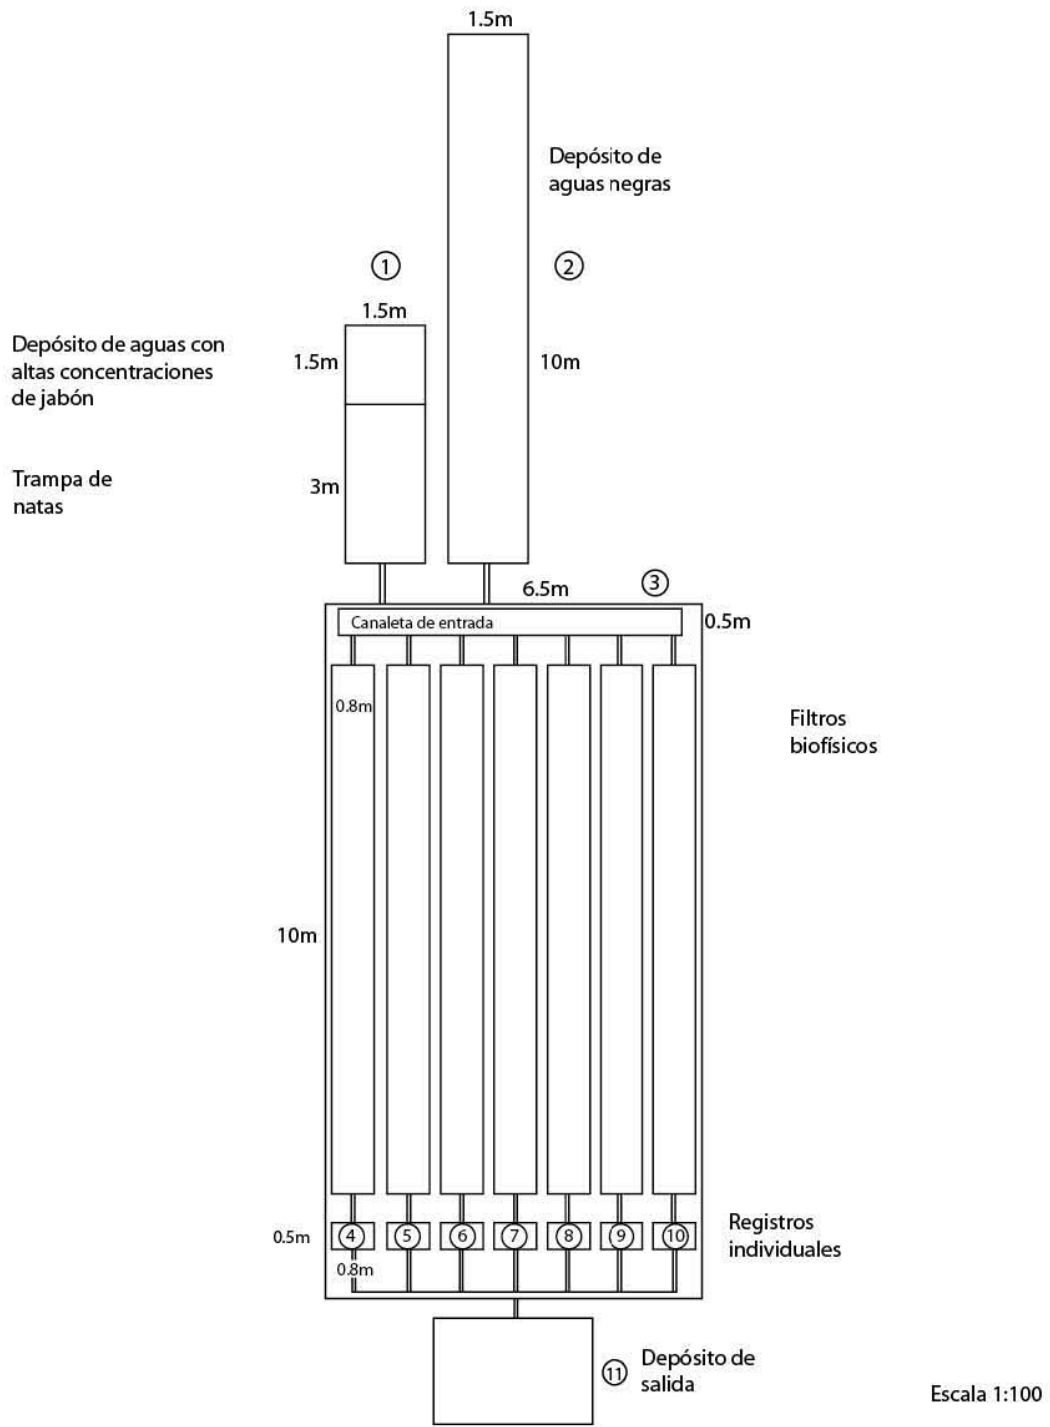 1.5m
Depósito de
aguas negras
1
2
1.5m
Depósito de aguas con
altas concentraciones
de jabón
1.5m
10m
Trampa de
natas
3m
6.5m
3
Canaleta de entrada
0.5m
0.8m
Filtros
biofísicos
10m
0.5m
4
5
6
7
8
9
10
Registros
individuales
0.8m
11
Depósito de
salida
Escala 1:100